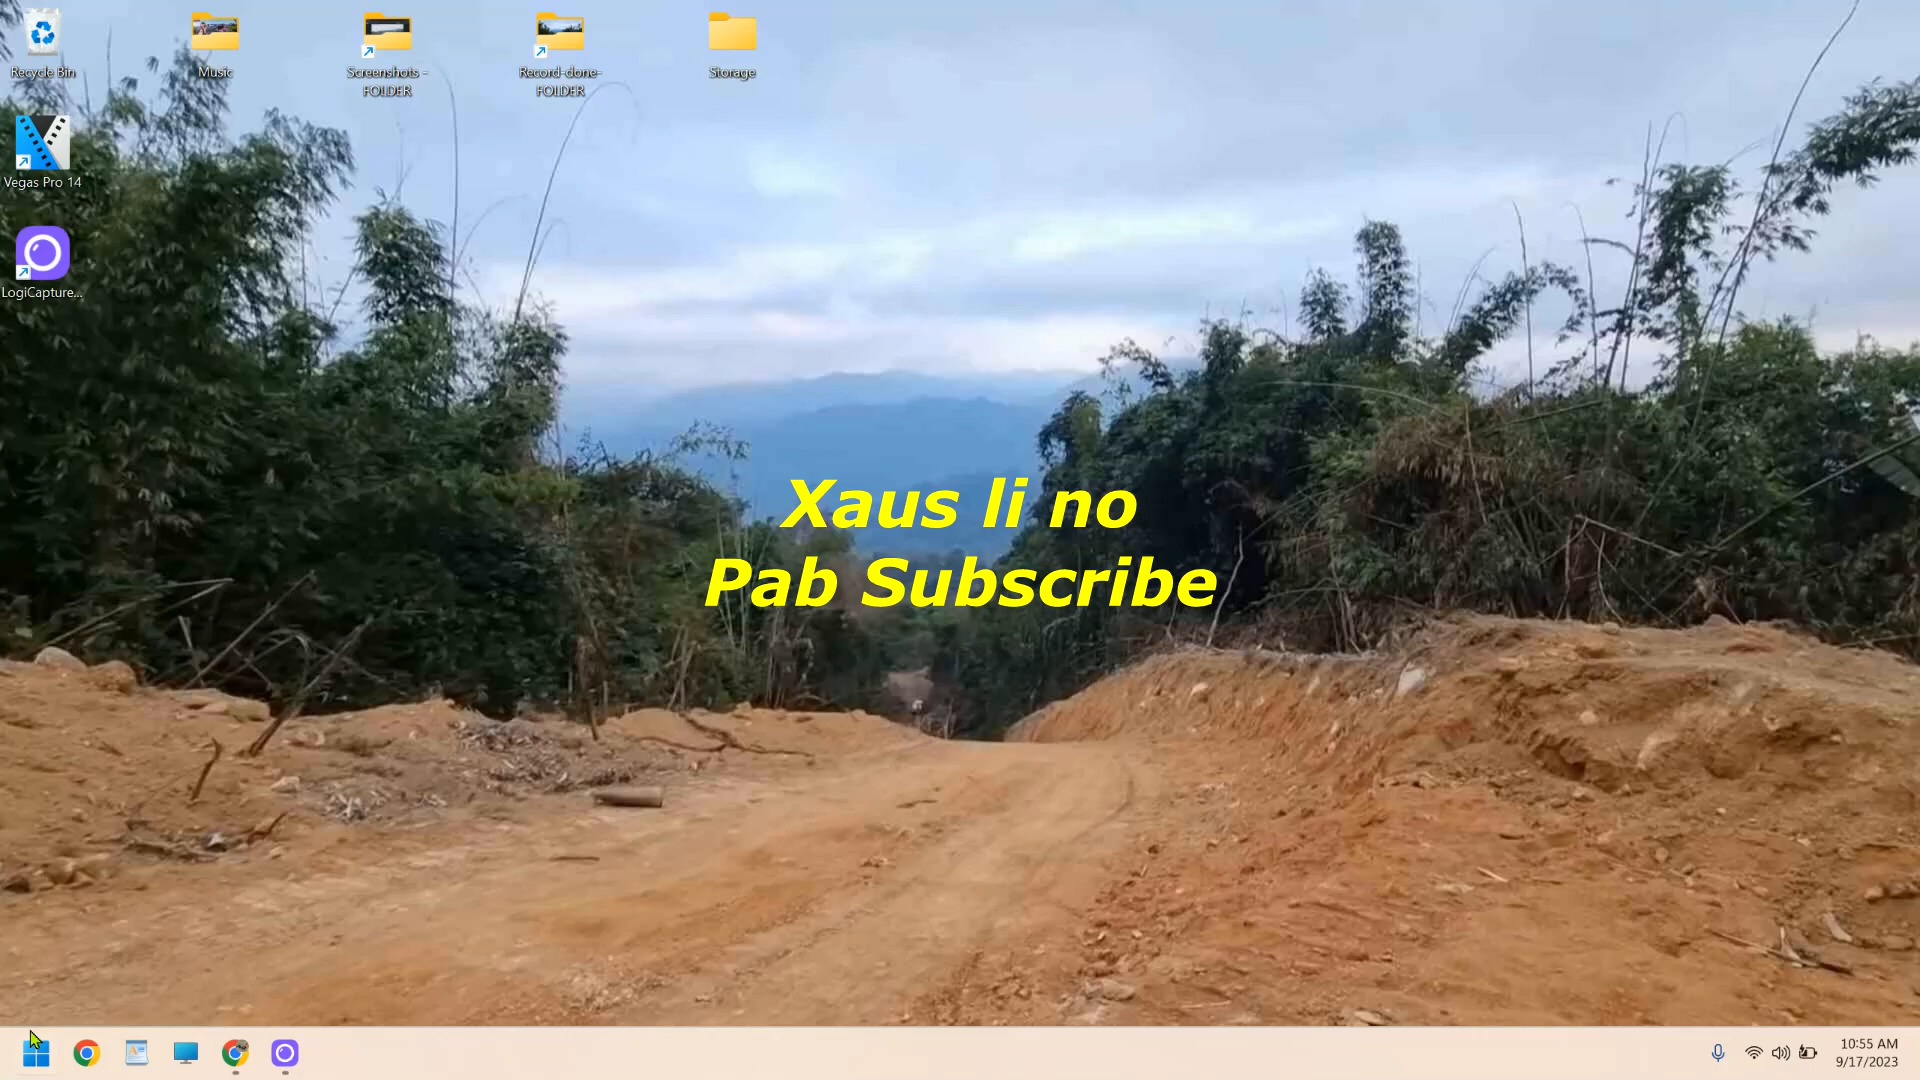 Recycle Bin
Music
Screenshots -
FOLDER
Record-done-
FOLDER
Storage
Vegas Pro 14
LogiCapture...
Xaus li no
Pab Subscribe
10:55 AM
9/17/2023